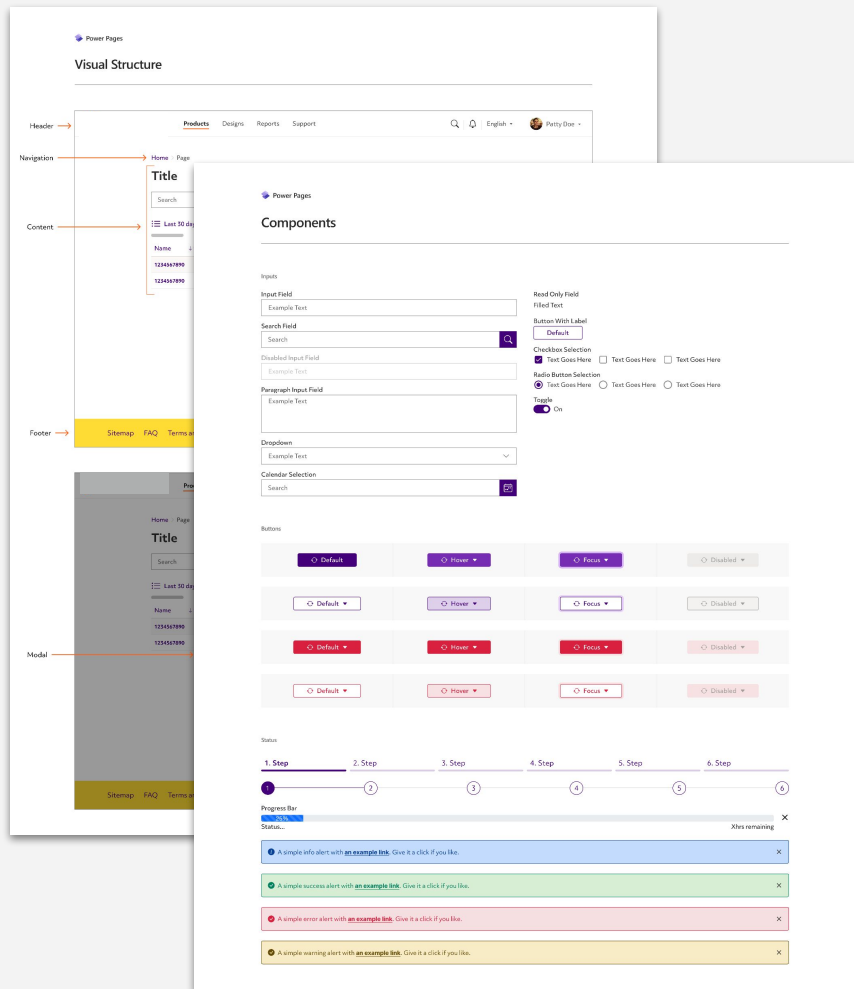 Power Pages
Visual Structure
Header
Products Designs Reports Support English Patty Doe
Navigation
Home Page
Title
Search
Content
Last 30 day
Name
1234567890
1234567890
Footer
Sitemap FAQ Terms
Home Page
Title
Search
Last 30 day
Name
1234567890
1234567890
Modal
Sitemap FAQ Terms
Power Pages
Components
Inputs
Input Field
Example Text
Search Field
Search
Disabled Input Field
Example Text
Paragraph Input Field
Example Text
Dropdown
Example Text
Calendar Selection
Search
Read Only Field
Filled Text
Button With Label
Default
Checkbox Selection
Text Goes Here Text Goes Here Text Goes Here
Radio Button Selection
Text Goes Here Text Goes Here Text Goes Here
Toggle
On
Buttons
Default Hover Focus Disabled
Default Hover Focus Disabled
Default Hover Focus Disabled
Default Hover Focus Disabled
Status
1. Step 2. Step 3. Step 4. Step 5. Step 6. Step
1 2 3 4 5 6
Progress Bar
Status... Xhrs remaining
A simple info alert with an example link. Give it a click if you like.
A simple success alert with an example link. Give it a click if you like.
A simple error alert with an example link. Give it a click if you like.
A simple warning alert with an example link. Give it a click if you like.